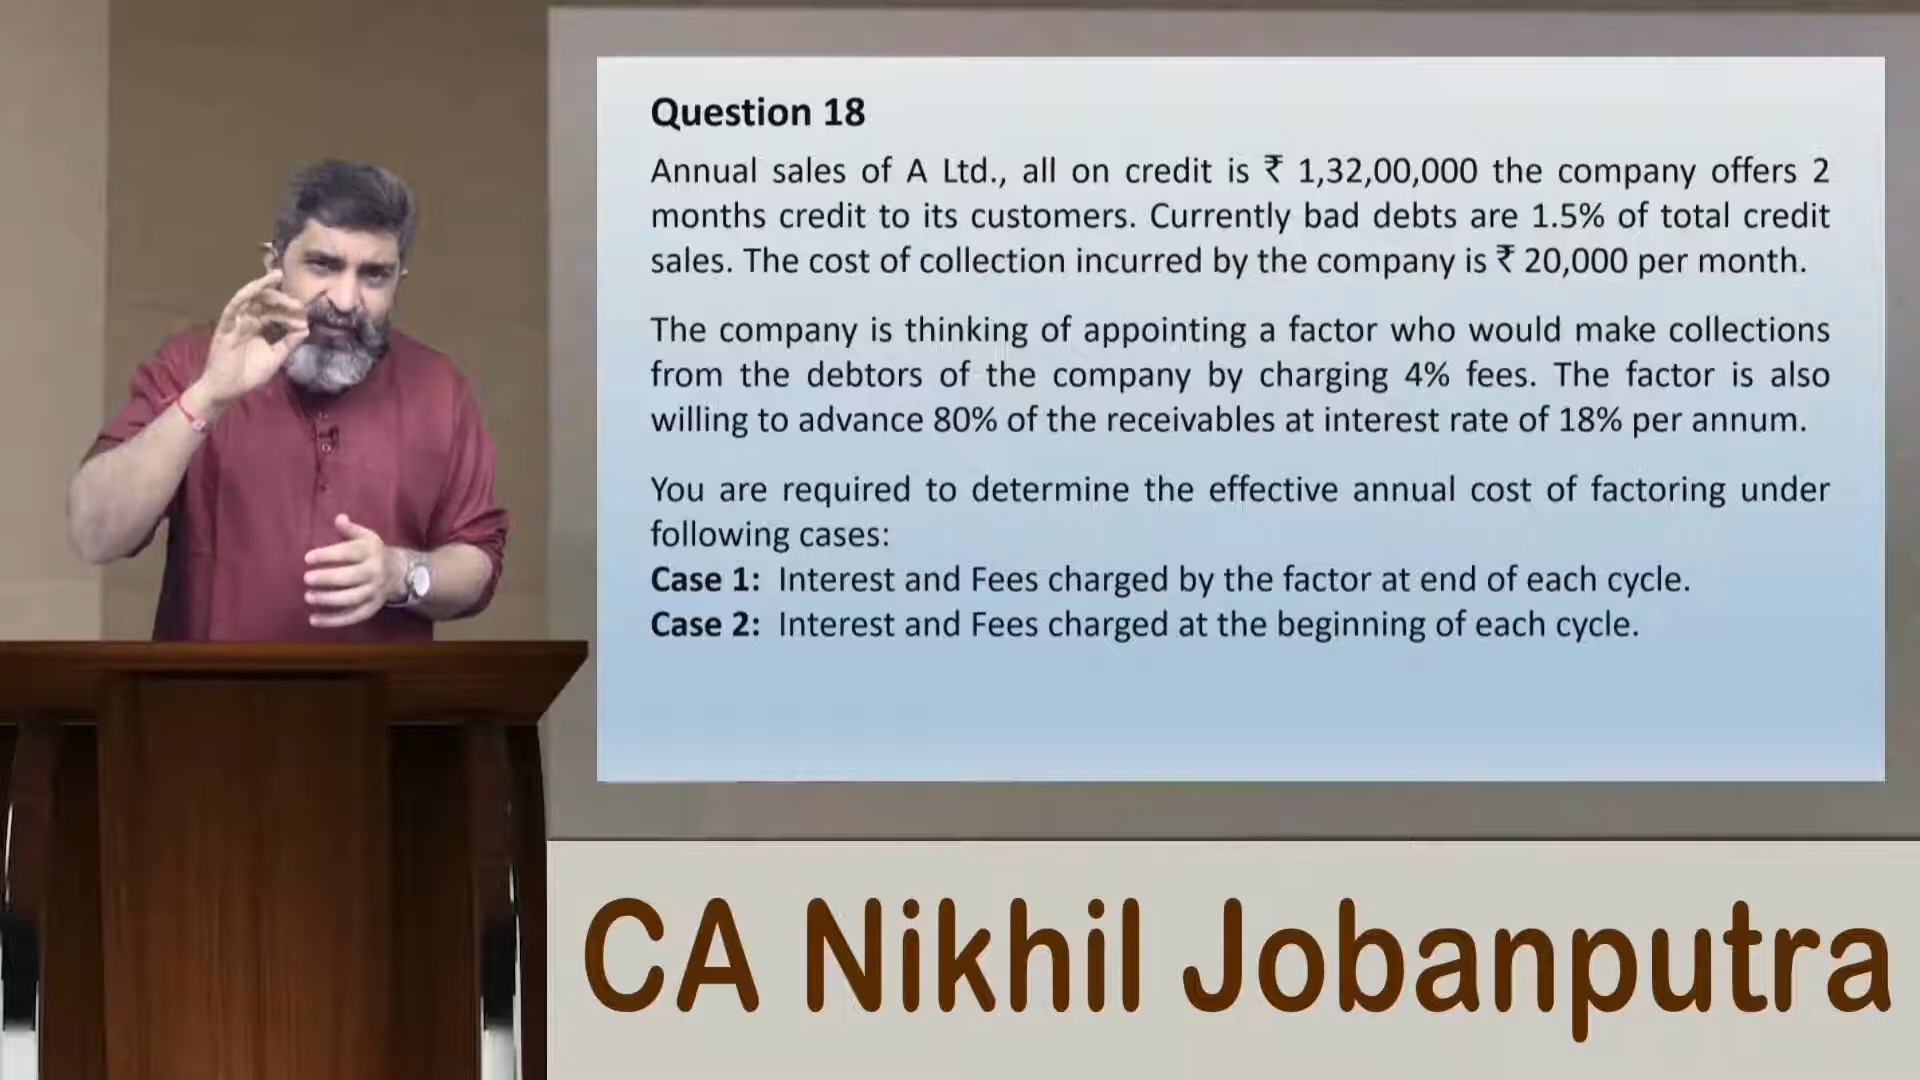 Question 18
Annual sales of A Ltd., all on credit is ₹ 1,32,00,000 the company offers 2
months credit to its customers. Currently bad debts are 1.5% of total credit
sales. The cost of collection incurred by the company is ₹ 20,000 per month.
The company is thinking of appointing a factor who would make collections
from the debtors of the company by charging 4% fees. The factor is also
willing to advance 80% of the receivables at interest rate of 18% per annum.
You are required to determine the effective annual cost of factoring under
following cases:
Case 1: Interest and Fees charged by the factor at end of each cycle.
Case 2: Interest and Fees charged at the beginning of each cycle.
CA Nikhil Jobanputra